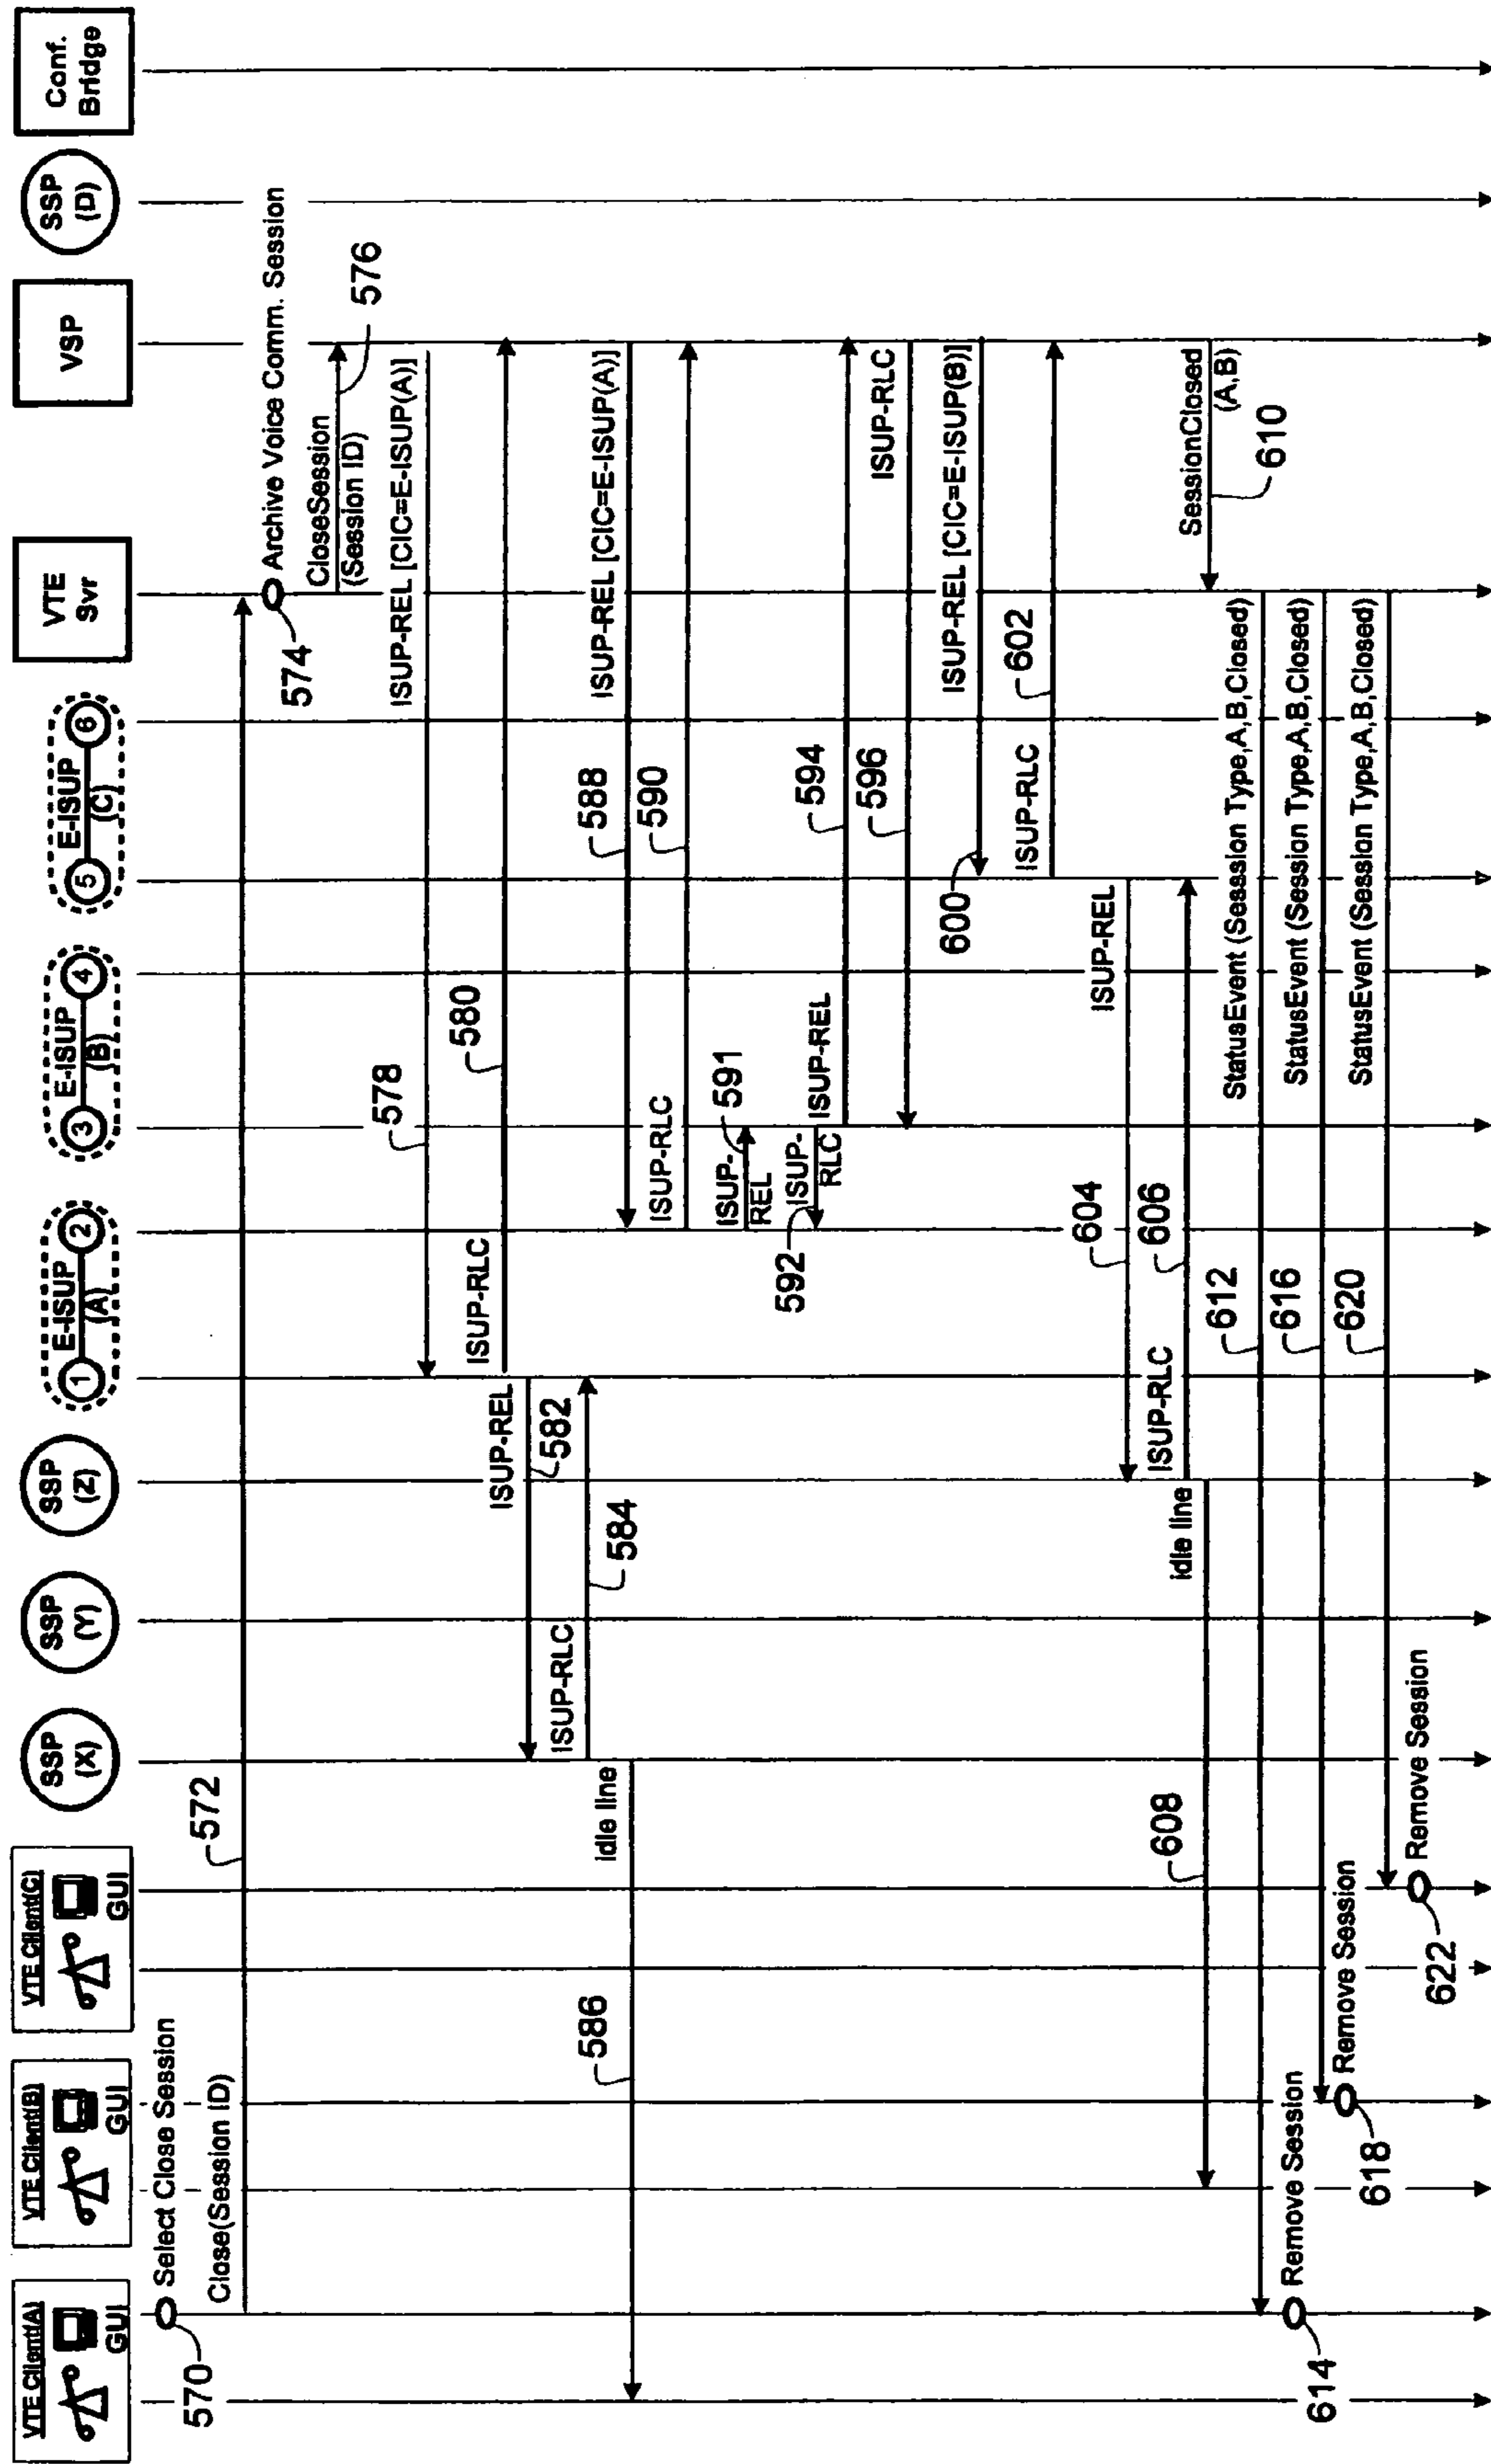 VTE Client(A)
GUI
VTE Client(B)
GUI
VTE Client(C)
GUI
SSP
(X)
SSP
(Y)
SSP
(Z)
1
E-ISUP
(A)
2
3
E-ISUP
(B)
4
5
E-ISUP
(C)
6
VTE
Svr
VSP
SSP
(D)
Conf.
Bridge
570
Select Close Session
Close(Session ID)
572
574
Archive Voice Comm. Session
CloseSession
(Session ID)
576
ISUP-REL [CIC=E-ISUP(A)]
578
ISUP-RLC
580
ISUP-REL
582
ISUP-RLC
584
Idle line
586
ISUP-REL [CIC=E-ISUP(A)]
588
ISUP-RLC
590
ISUP-
REL
591
ISUP-
RLC
592
ISUP-REL
594
ISUP-RLC
596
ISUP-REL [CIC=E-ISUP(B)]
600
ISUP-RLC
602
ISUP-REL
604
ISUP-RLC
606
Idle line
608
SessionClosed
(A,B)
610
StatusEvent (Session Type,A,B,Closed)
612
Remove Session
614
StatusEvent (Session Type,A,B,Closed)
616
Remove Session
618
StatusEvent (Session Type,A,B,Closed)
620
Remove Session
622